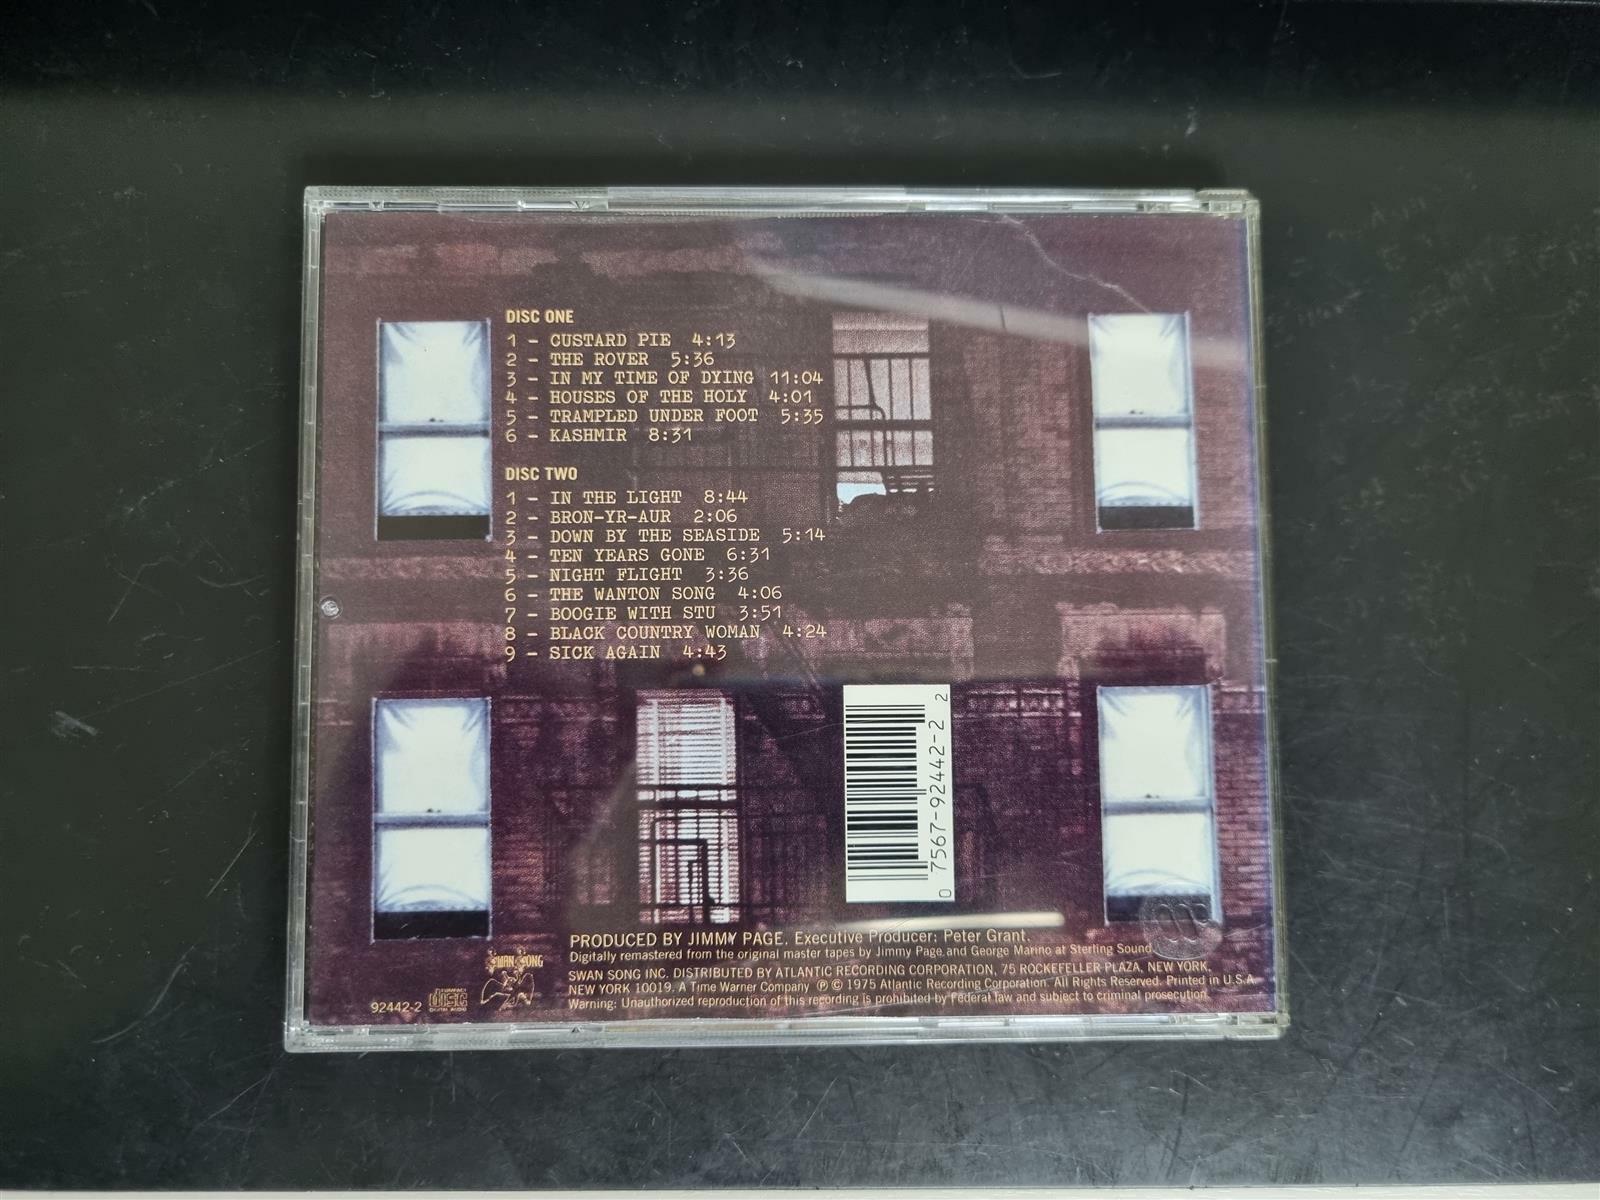 DISC ONE
1 - CUSTARD PIE 4:13
2 - THE ROVER 5:36
3 - IN MY TIME OF DYING 11:04
4 - HOUSES OF THE HOLY 4:01
5 - TRAMPLED UNDER FOOT 5:35
6 - KASHMIR 8:31
DISC TWO
1 - IN THE LIGHT 8:44
2 - BRON-YR-AUR 2:06
3 - DOWN BY THE SEASIDE 5:14
4 - TEN YEARS GONE 6:31
5 - NIGHT FLIGHT 3:36
6 - THE WANTON SONG 4:06
7 - BOOGIE WITH STU 3:51
8 - BLACK COUNTRY WOMAN 4:24
9 - SICK AGAIN 4:43
0 7567-92442-2 2
PRODUCED BY JIMMY PAGE. Executive Producer: Peter Grant.
Digitally remastered from the original master tapes by Jimmy Page and George Marino at Sterling Sound.
SWAN SONG INC. DISTRIBUTED BY ATLANTIC RECORDING CORPORATION, 75 ROCKEFELLER PLAZA, NEW YORK,
NEW YORK 10019. A Time Warner Company ℗ © 1975 Atlantic Recording Corporation. All Rights Reserved. Printed in U.S.A
Warning: Unauthorized reproduction of this recording is prohibited by Federal law and subject to criminal prosecution.
SWAN SONG
92442-2
COMPACT
disc
DIGITAL AUDIO